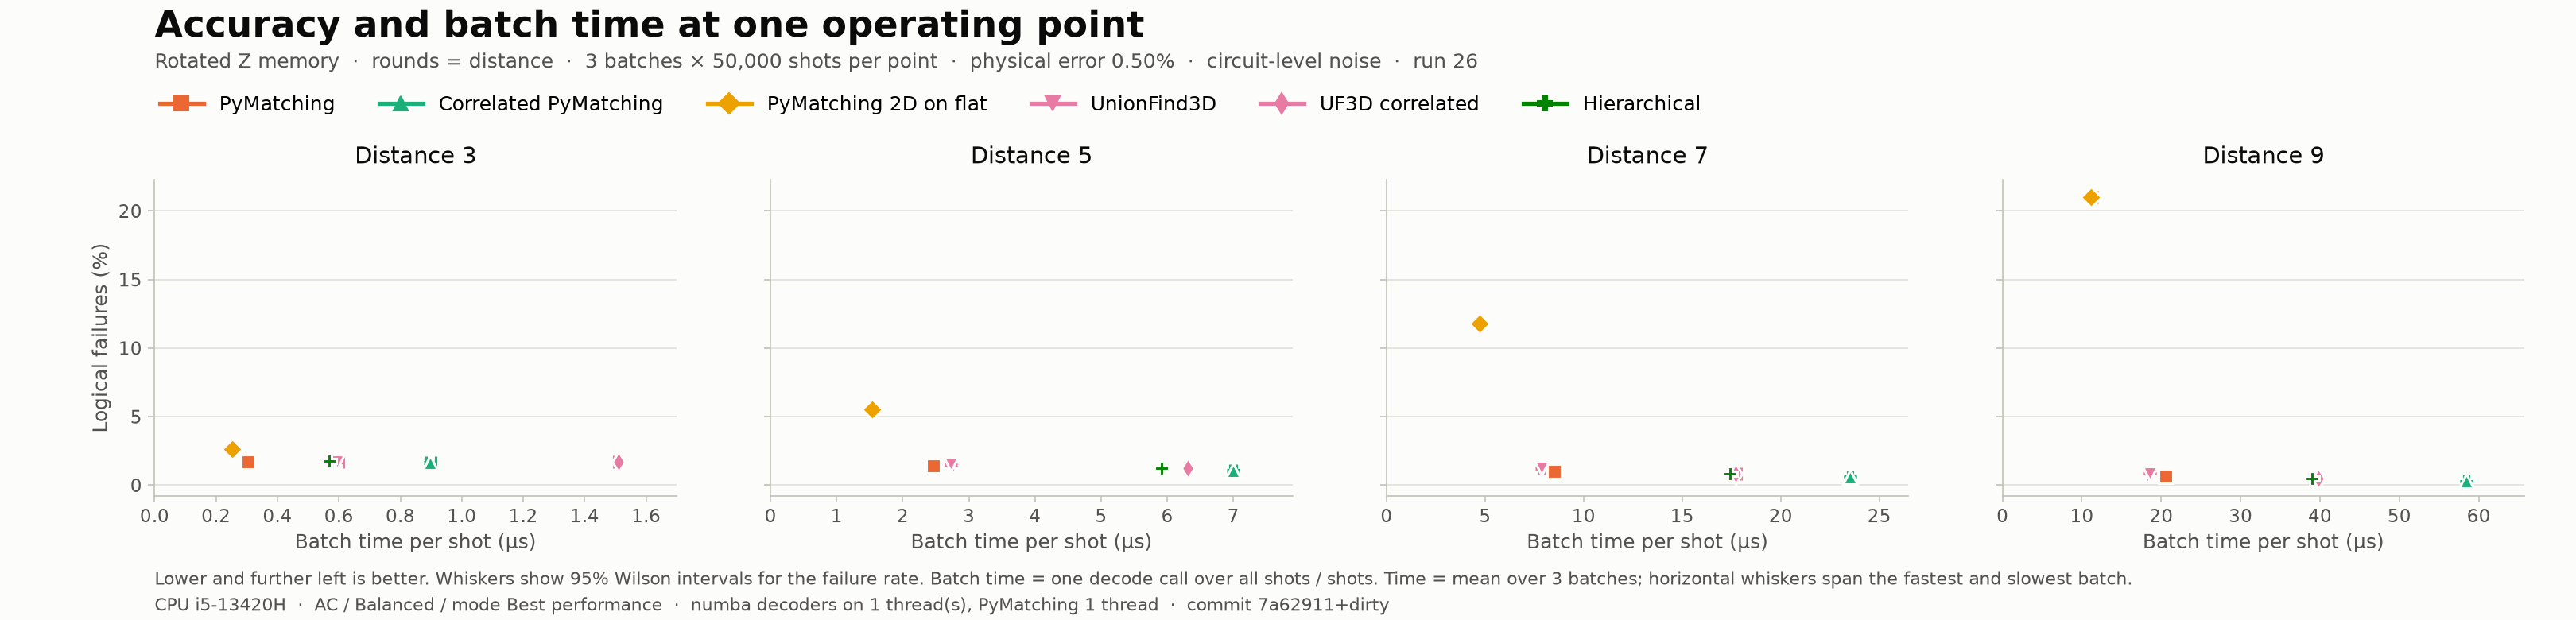 Accuracy and batch time at one operating point
Rotated Z memory · rounds = distance · 3 batches × 50,000 shots per point · physical error 0.50% · circuit-level noise · run 26
PyMatching Correlated PyMatching PyMatching 2D on flat UnionFind3D UF3D correlated Hierarchical
Distance 3 Distance 5 Distance 7 Distance 9
Logical failures (%)
20
15
10
5
0
0.0 0.2 0.4 0.6 0.8 1.0 1.2 1.4 1.6
0 1 2 3 4 5 6 7
0 5 10 15 20 25
0 10 20 30 40 50 60
Batch time per shot (µs) Batch time per shot (µs) Batch time per shot (µs) Batch time per shot (µs)
Lower and further left is better. Whiskers show 95% Wilson intervals for the failure rate. Batch time = one decode call over all shots / shots. Time = mean over 3 batches; horizontal whiskers span the fastest and slowest batch.
CPU i5-13420H · AC / Balanced / mode Best performance · numba decoders on 1 thread(s), PyMatching 1 thread · commit 7a62911+dirty